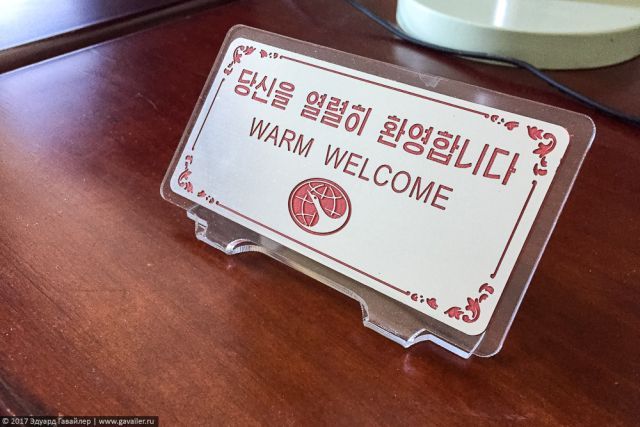 당신을 열렬히 환영합니다
WARM WELCOME
© 2017 Эдуард Гавайлер | www.gavailer.ru